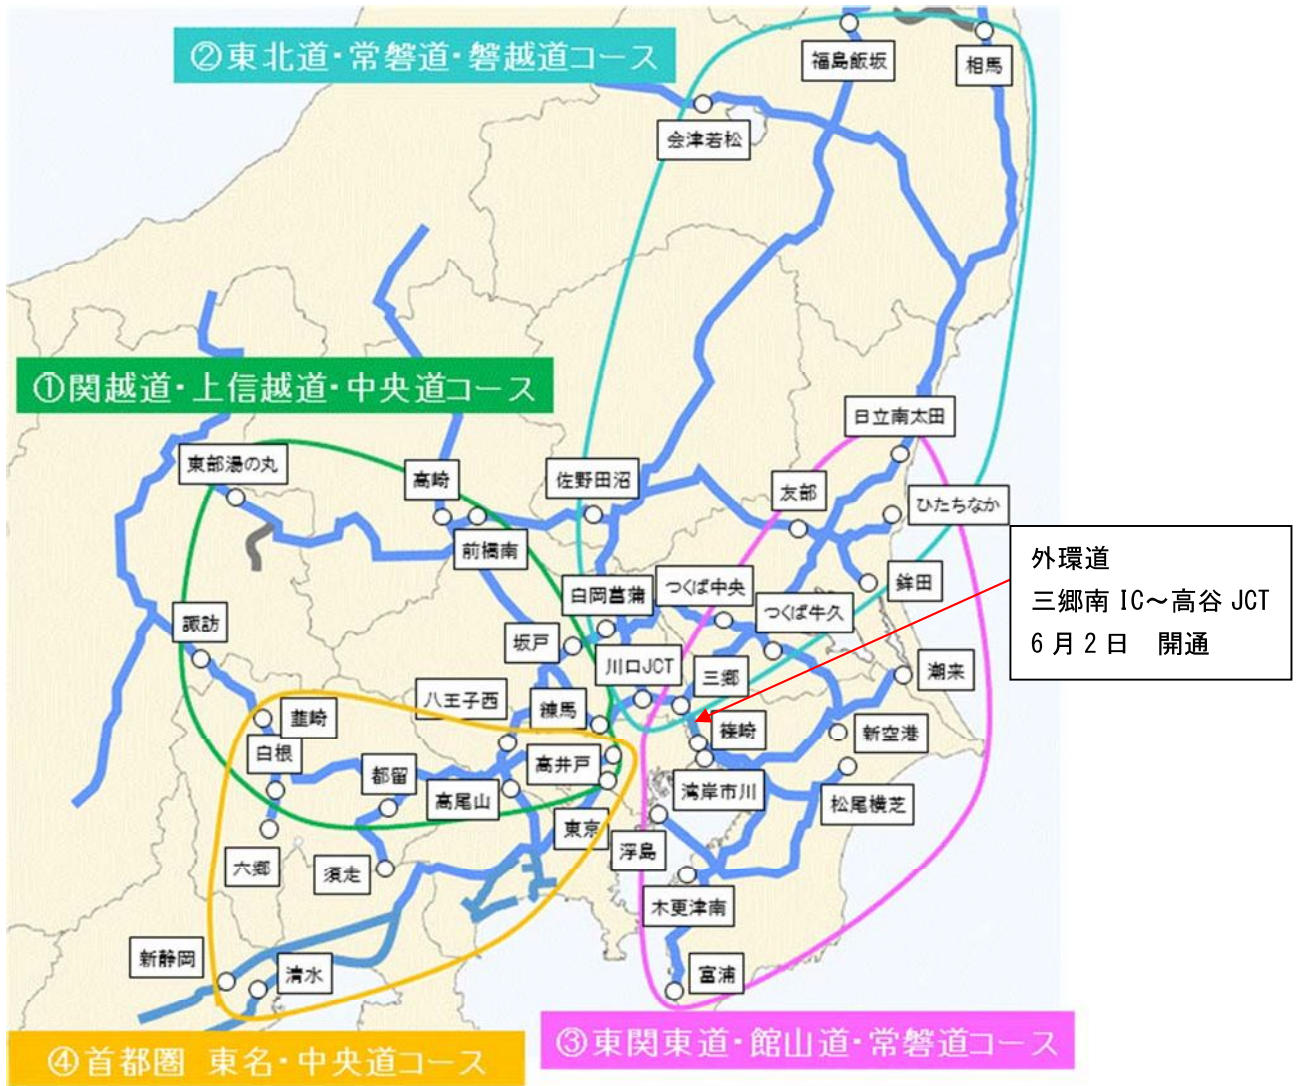 ②東北道・常磐道・磐越道コース
福島飯坂
相馬
会津若松
①関越道・上信越道・中央道コース
日立南太田
東部湯の丸
高崎
佐野田沼
友部
ひたちなか
前橋南
外環道
三郷南 IC～高谷 JCT
6 月 2 日　開通
白岡菖蒲
つくば中央
つくば牛久
鉾田
諏訪
坂戸
川口JCT
三郷
潮来
韮崎
八王子西
練馬
篠崎
新空港
白根
都留
高尾山
高井戸
湾岸市川
松尾横芝
東京
浮島
六郷
須走
木更津南
新静岡
清水
富浦
③東関東道・館山道・常磐道コース
④首都圏 東名・中央道コース